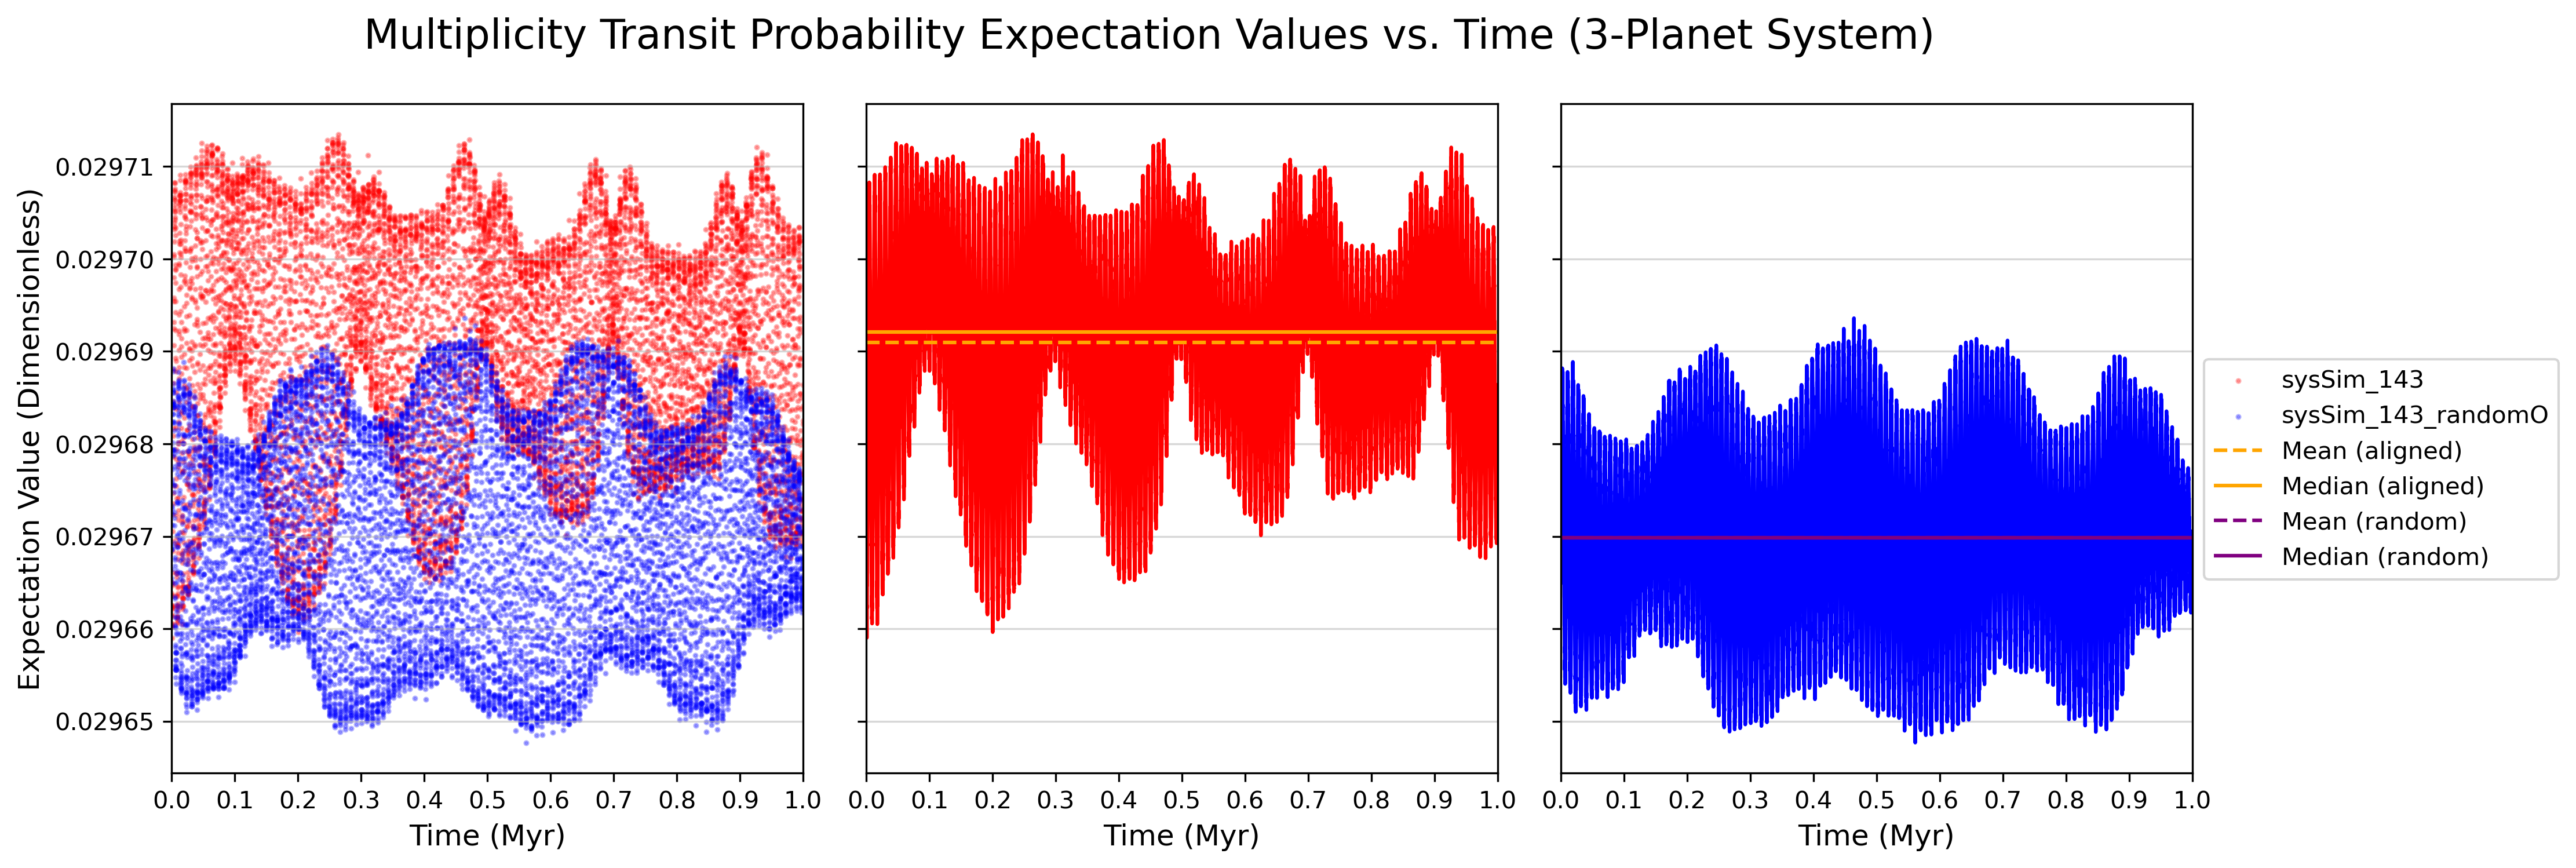 Multiplicity Transit Probability Expectation Values vs. Time (3-Planet System)
Expectation Value (Dimensionless)
0.02971
0.02970
0.02969
0.02968
0.02967
0.02966
0.02965
0.0 0.1 0.2 0.3 0.4 0.5 0.6 0.7 0.8 0.9 1.0
Time (Myr)
0.0 0.1 0.2 0.3 0.4 0.5 0.6 0.7 0.8 0.9 1.0
Time (Myr)
0.0 0.1 0.2 0.3 0.4 0.5 0.6 0.7 0.8 0.9 1.0
Time (Myr)
sysSim_143
sysSim_143_randomO
Mean (aligned)
Median (aligned)
Mean (random)
Median (random)